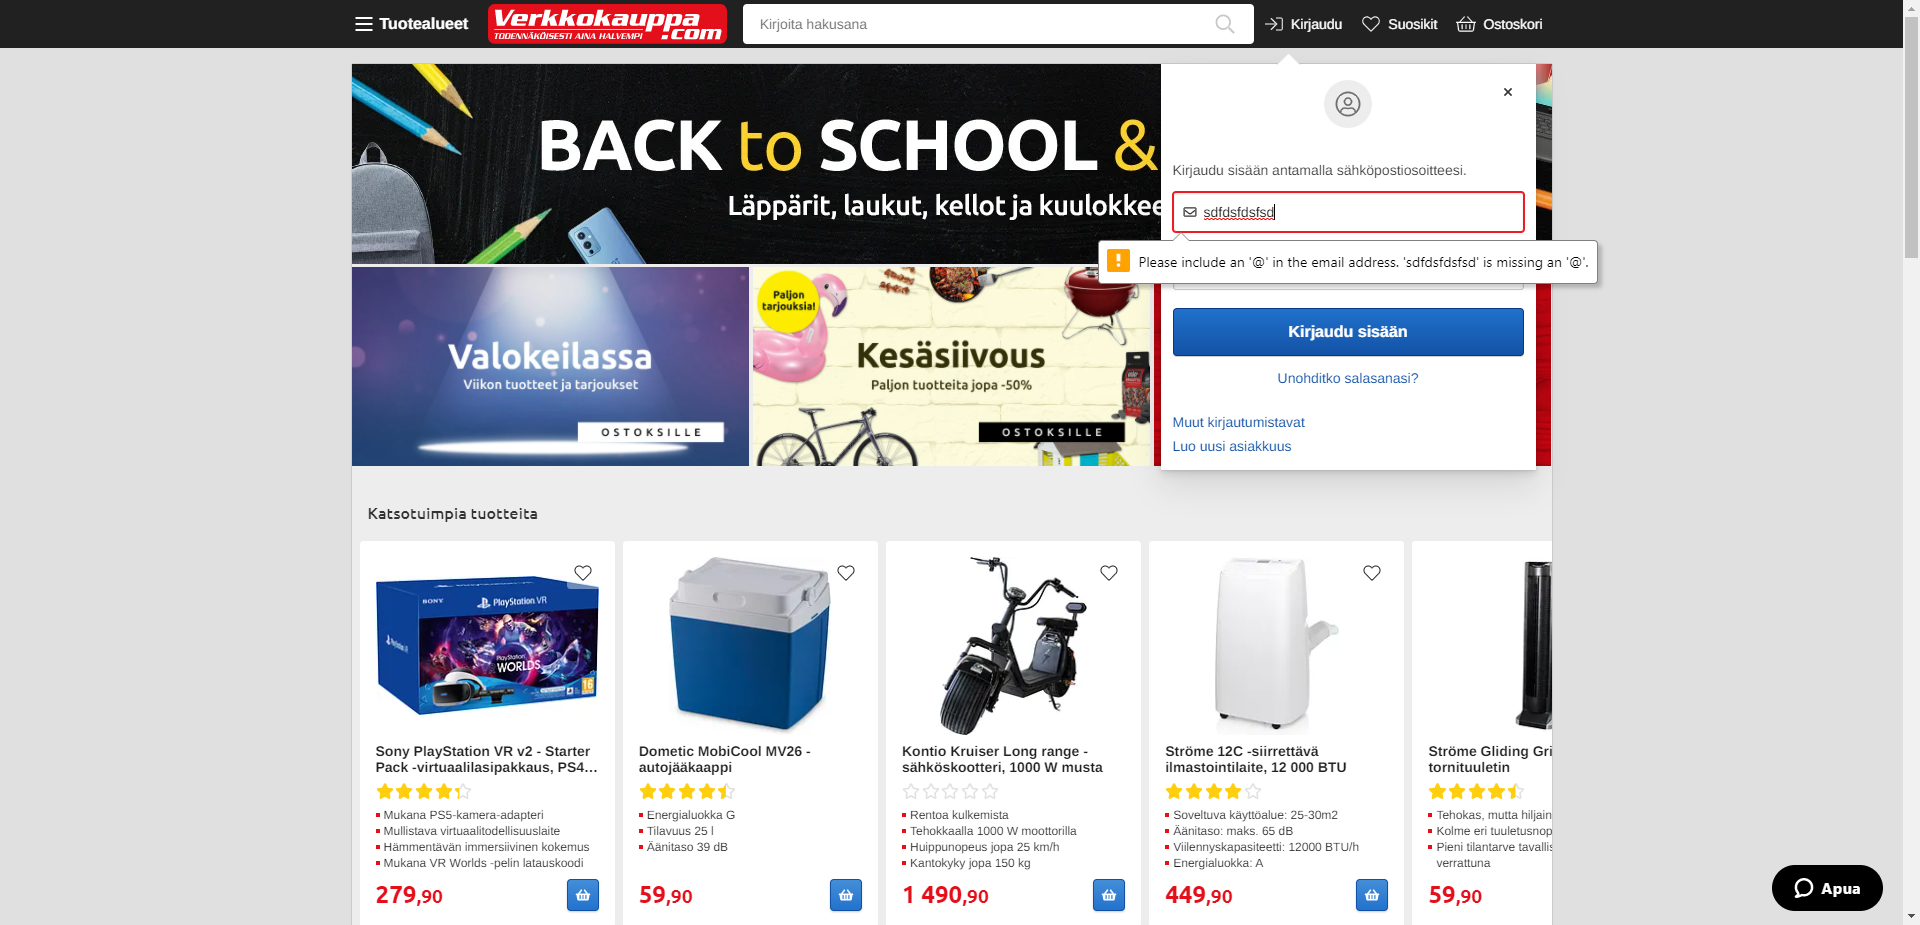 Tuotealueet
Verkkokauppa.com
TODENNÄKÖISESTI AINA HALVEMPI
Kirjoita hakusana
Kirjaudu
Suosikit
Ostoskori
BACK to SCHOOL &
Läppärit, laukut, kellot ja kuulokkee
Kirjaudu sisään antamalla sähköpostiosoitteesi.
sdfdsfdsfsd
Please include an '@' in the email address. 'sdfdsfdsfsd' is missing an '@'.
Kirjaudu sisään
Unohditko salasanasi?
Muut kirjautumistavat
Luo uusi asiakkuus
Valokeilassa
Viikon tuotteet ja tarjoukset
OSTOKSILLE
Paljon
tarjouksia!
Kesäsiivous
Paljon tuotteita jopa -50%
OSTOKSILLE
Katsotuimpia tuotteita
SONY
PlayStation VR
PlayStation
WORLDS
16
Sony PlayStation VR v2 - Starter
Pack -virtuaalilasipakkaus, PS4...
Mukana PS5-kamera-adapteri
Mullistava virtuaalitodellisuuslaite
Hämmentävän immersiivinen kokemus
Mukana VR Worlds -pelin latauskoodi
279,90
Dometic MobiCool MV26 -
autojääkaappi
Energialuokka G
Tilavuus 25 l
Äänitaso 39 dB
59,90
Kontio Kruiser Long range -
sähköskootteri, 1000 W musta
Rentoa kulkemista
Tehokkaalla 1000 W moottorilla
Huippunopeus jopa 25 km/h
Kantokyky jopa 150 kg
1 490,90
Ströme 12C -siirrettävä
ilmastointilaite, 12 000 BTU
Soveltuva käyttöalue: 25-30m2
Äänitaso: maks. 65 dB
Viilennyskapasiteetti: 12000 BTU/h
Energialuokka: A
449,90
Ströme Gliding Gri
tornituuletin
Tehokas, mutta hiljain
Kolme eri tuuletusnop
Pieni tilantarve tavallis
verrattuna
59,90
Apua